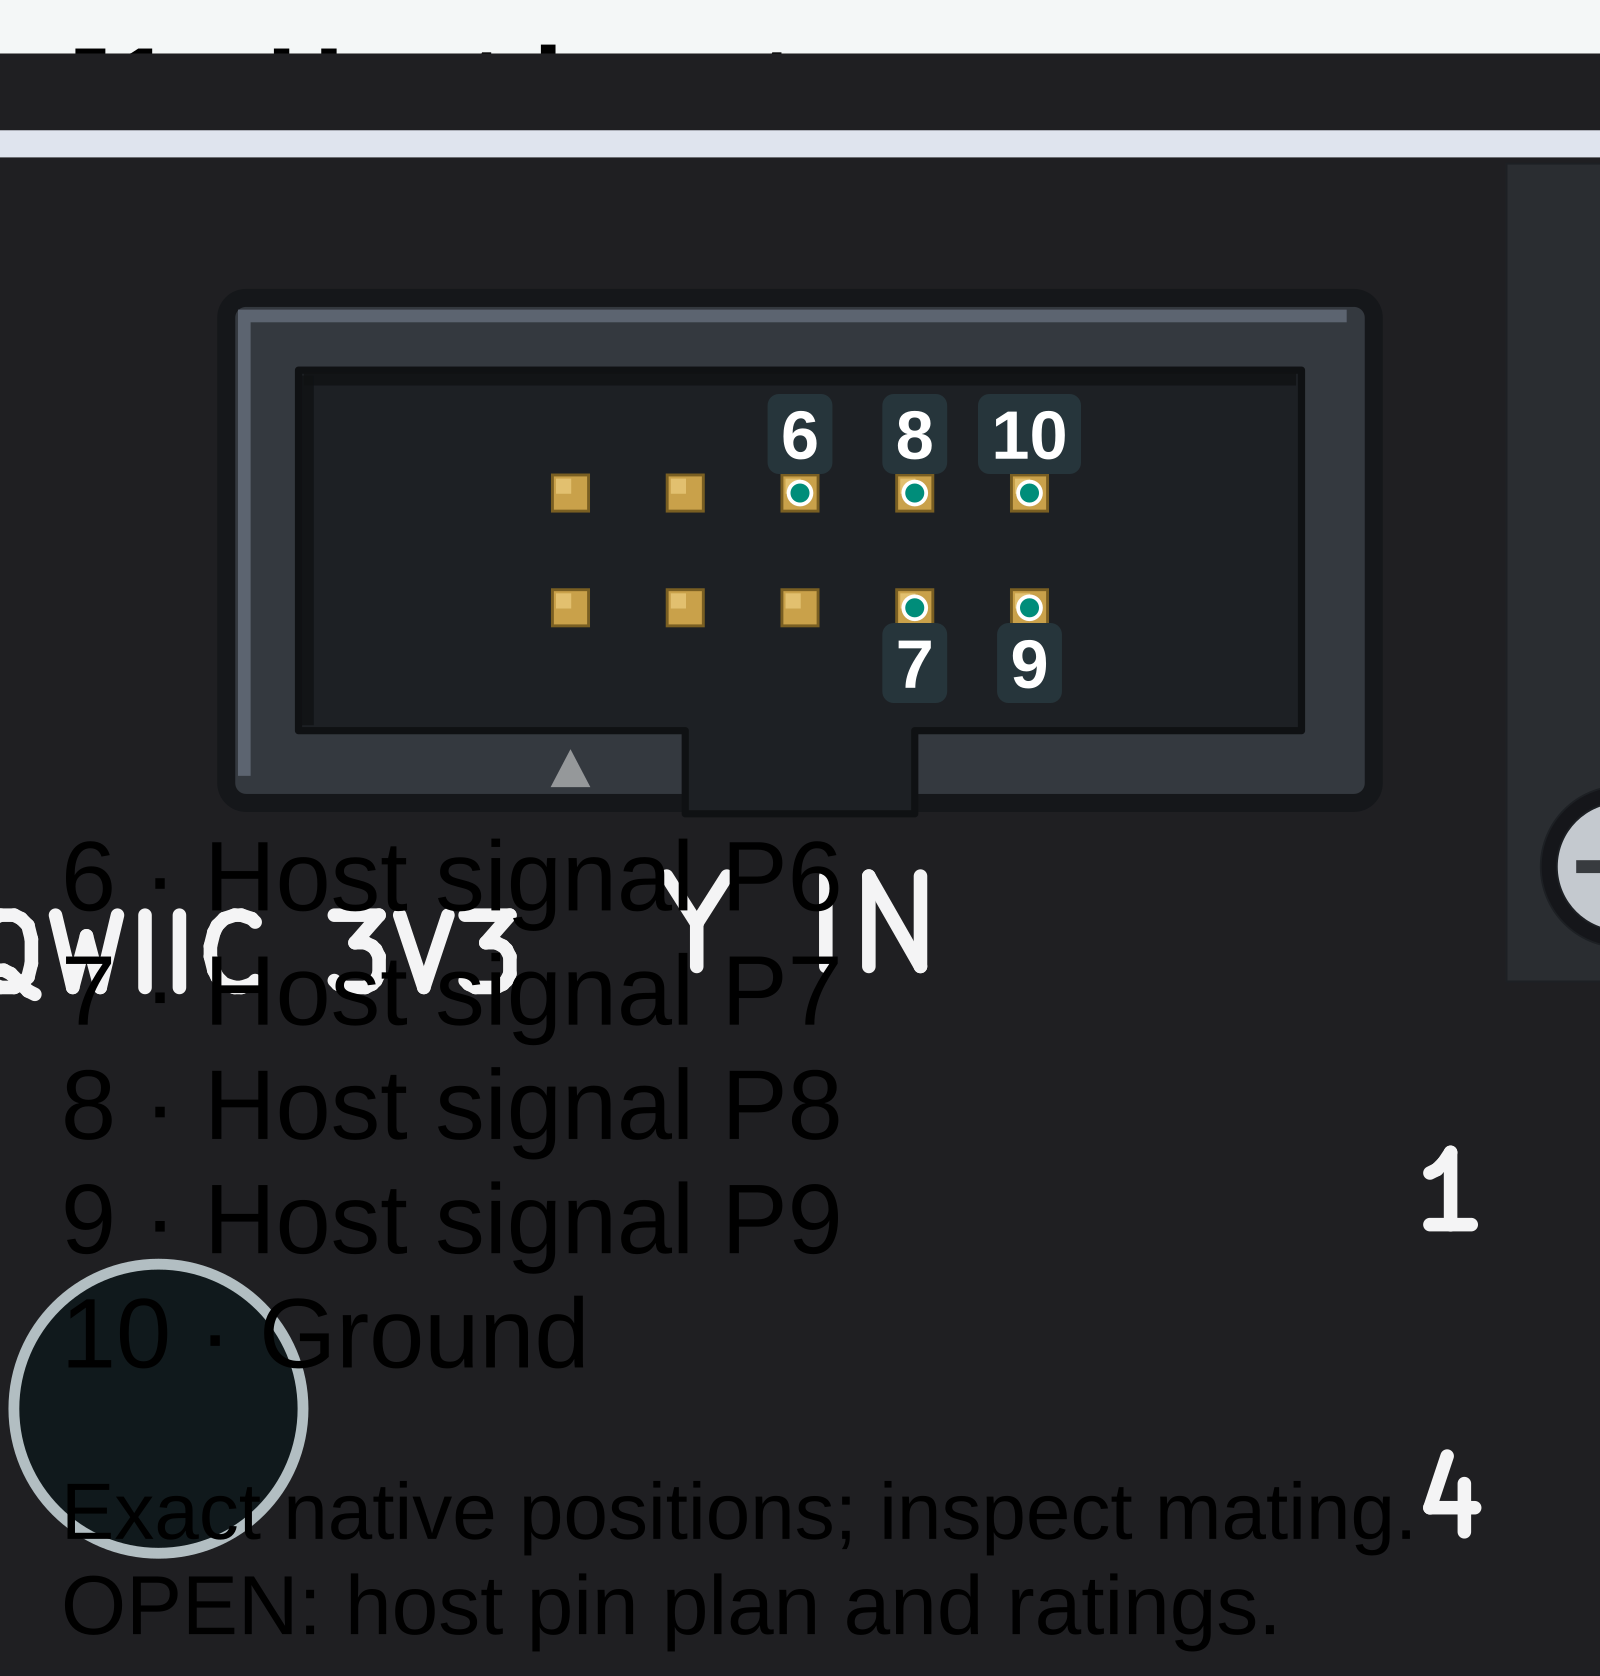 6 8 10
7 9
6 · Host signal P6
Y IN
QWIIC 3V3
7 · Host signal P7
8 · Host signal P8
1
9 · Host signal P9
10 · Ground
4
Exact native positions; inspect mating.
OPEN: host pin plan and ratings.